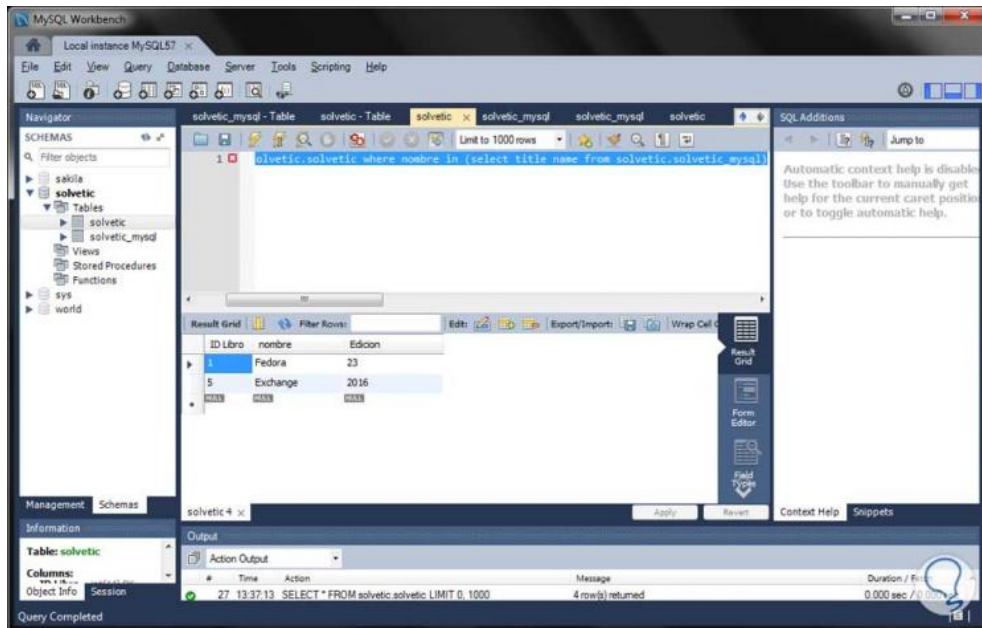 MySQL Workbench
Local instance MySQL57
File Edit View Query Database Server Tools Scripting Help
Navigator
solvetic_mysql - Table solvetic - Table solvetic solvetic_mysql solvetic_mysql solvetic
SQL Additions
SCHEMAS
Limit to 1000 rows
Jump to
Filter objects
1 olvetic.solvetic where nombre in (select title name from solvetic.solvetic_mysql)
sakila
solvetic
Tables
solvetic
solvetic_mysql
Views
Stored Procedures
Functions
sys
world
Automatic context help is disable
Use the toolbar to manually get
help for the current caret positio
or to toggle automatic help.
Result Grid Filter Rows: Edit: Export/Import: Wrap Cell C
ID Libro nombre Edicion
1 Fedora 23
5 Exchange 2016
NULL NULL NULL
Result
Grid
Form
Editor
Field
Types
Management Schemas
solvetic 4
Apply Revert
Context Help Snippets
Information
Output
Table: solvetic
Action Output
Columns:
# Time Action Message Duration /
Object Info Session
27 13:37:13 SELECT * FROM solvetic.solvetic LIMIT 0, 1000 4 row(s) returned 0.000 sec /
Query Completed